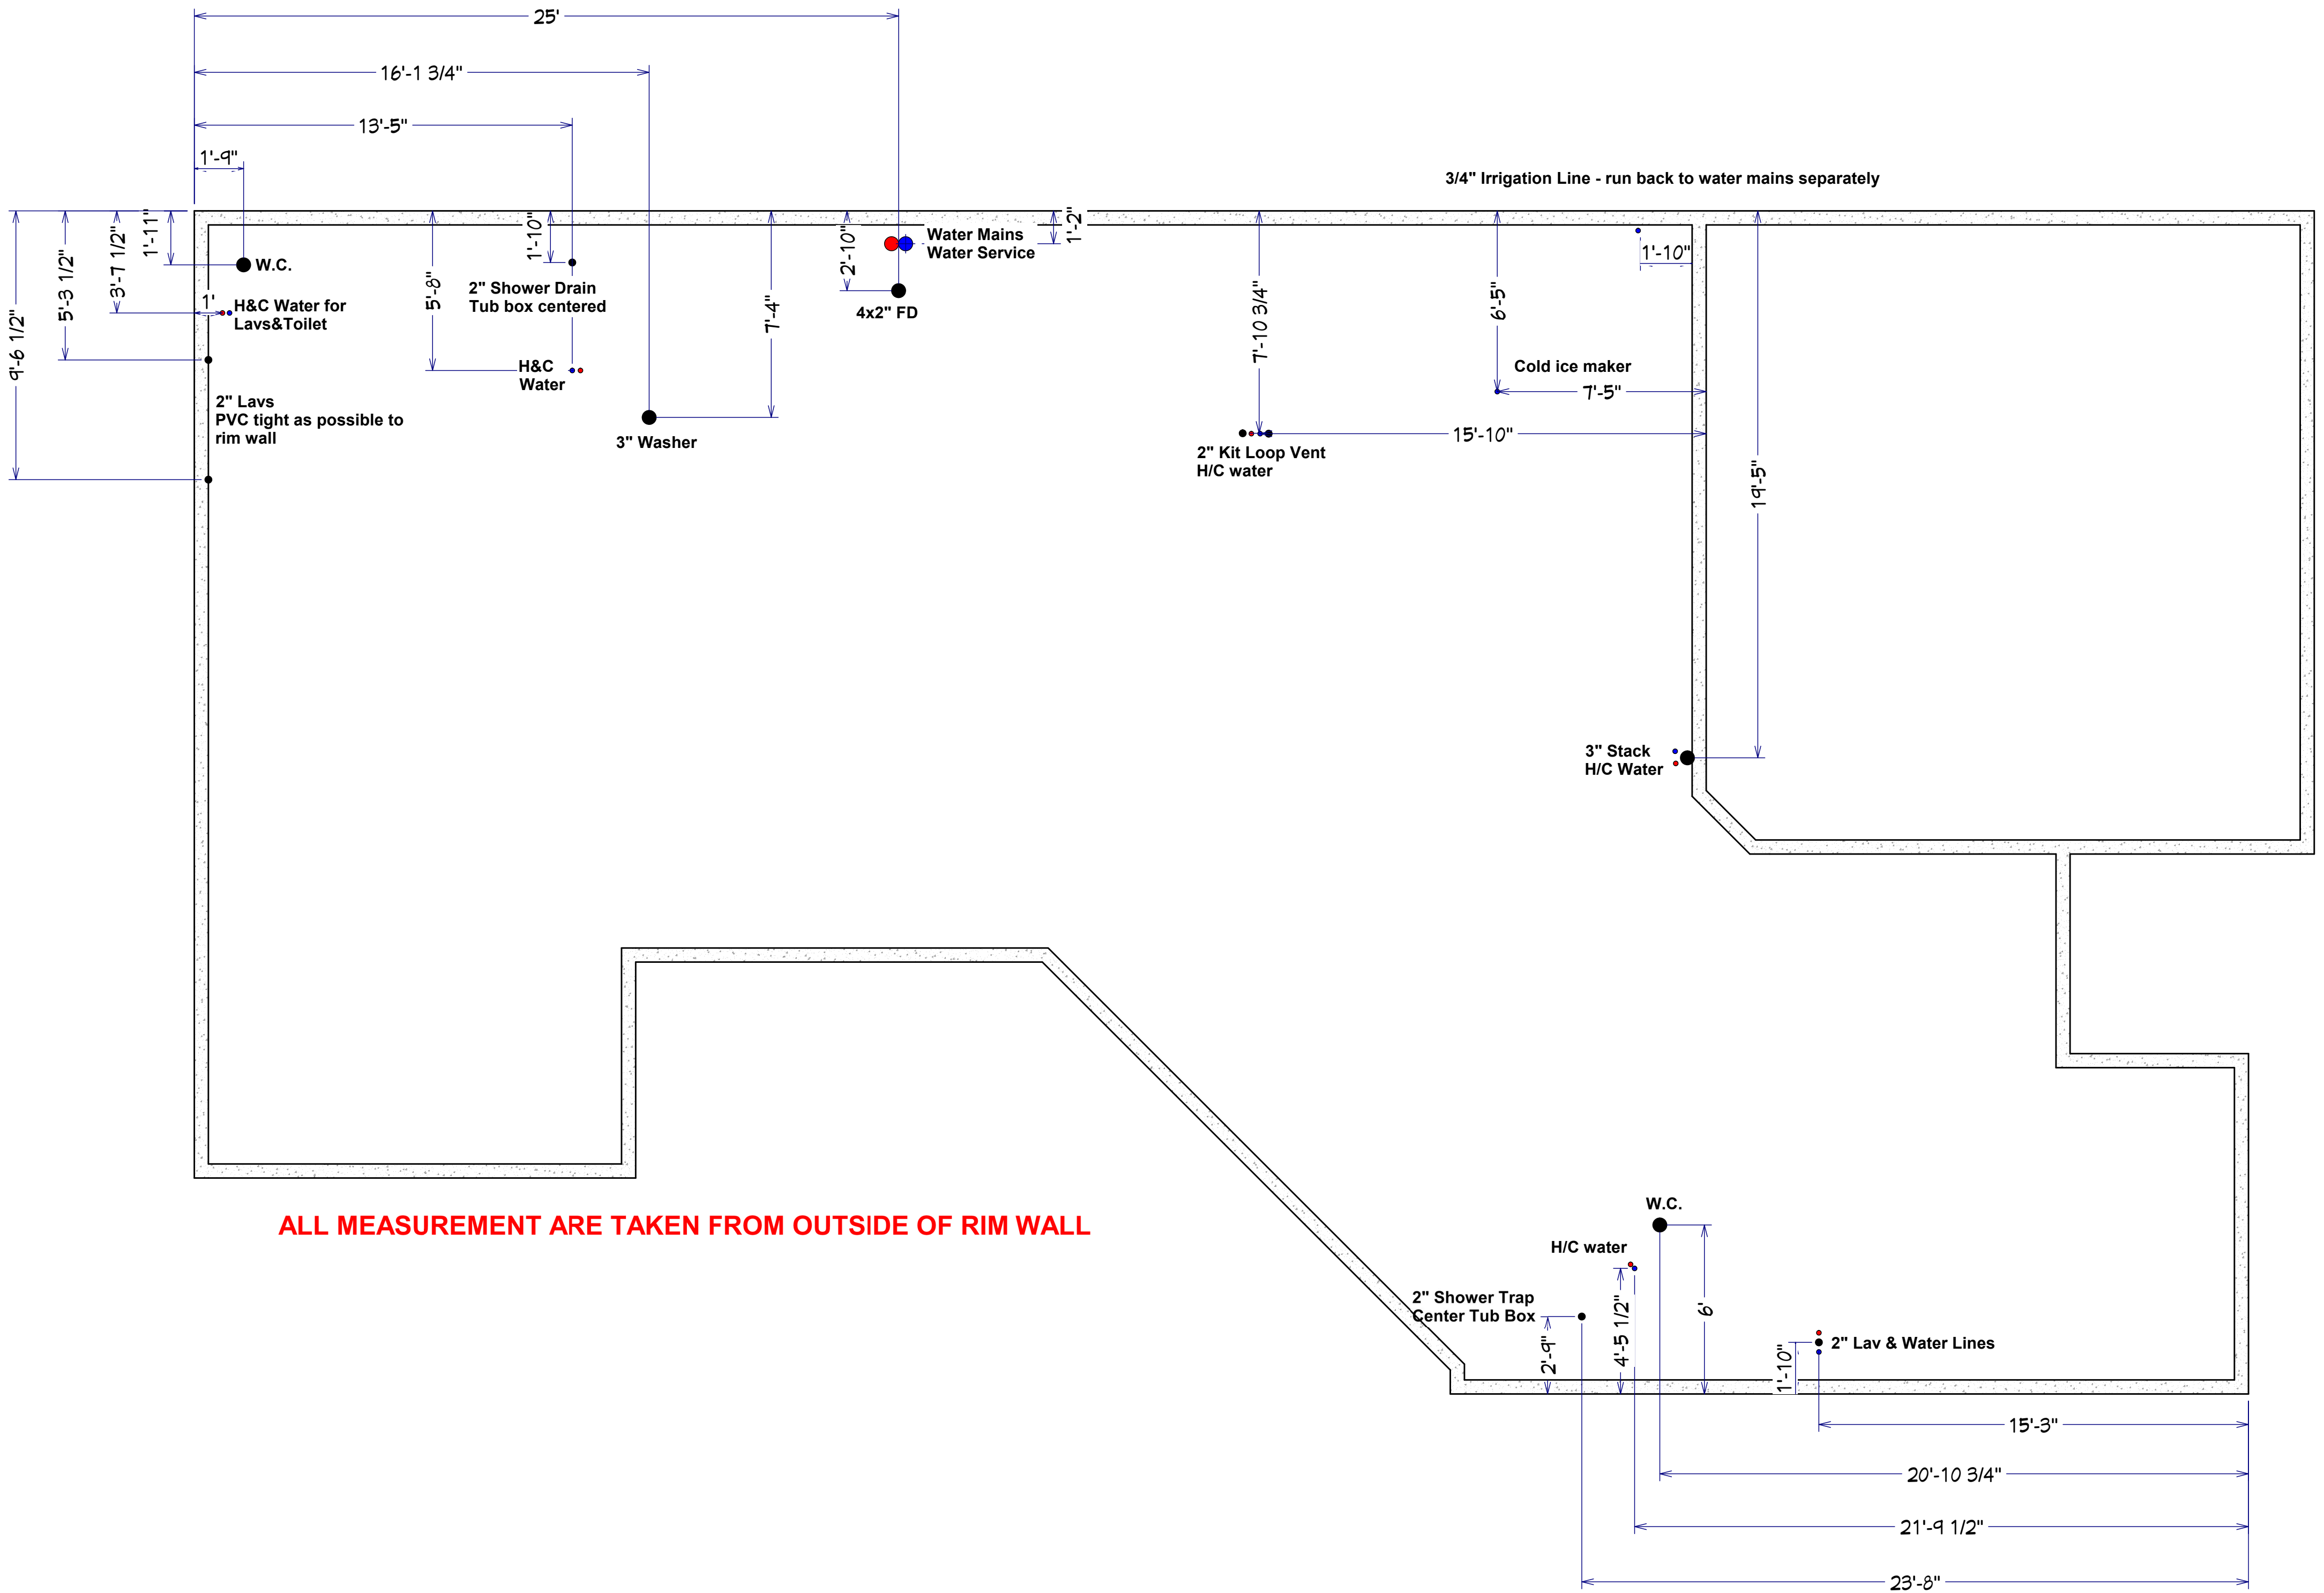 25'
16'-1 3/4"
13'-5"
1'-9"
3/4" Irrigation Line - run back to water mains separately
9'-6 1/2"
5'-3 1/2"
3'-7 1/2"
1'-11"
W.C.
1'
H&C Water for
Lavs&Toilet
2" Lavs
PVC tight as possible to
rim wall
5'-8"
1'-10"
2" Shower Drain
Tub box centered
H&C
Water
3" Washer
7'-4"
2'-10"
4x2" FD
Water Mains
Water Service
1'-2"
7'-10 3/4"
2" Kit Loop Vent
H/C water
15'-10"
6'-5"
Cold ice maker
7'-5"
1'-10"
19'-5"
3" Stack
H/C Water
ALL MEASUREMENT ARE TAKEN FROM OUTSIDE OF RIM WALL
W.C.
H/C water
2" Shower Trap
Center Tub Box
2'-9"
4'-5 1/2"
6'
1'-10"
2" Lav & Water Lines
15'-3"
20'-10 3/4"
21'-9 1/2"
23'-8"